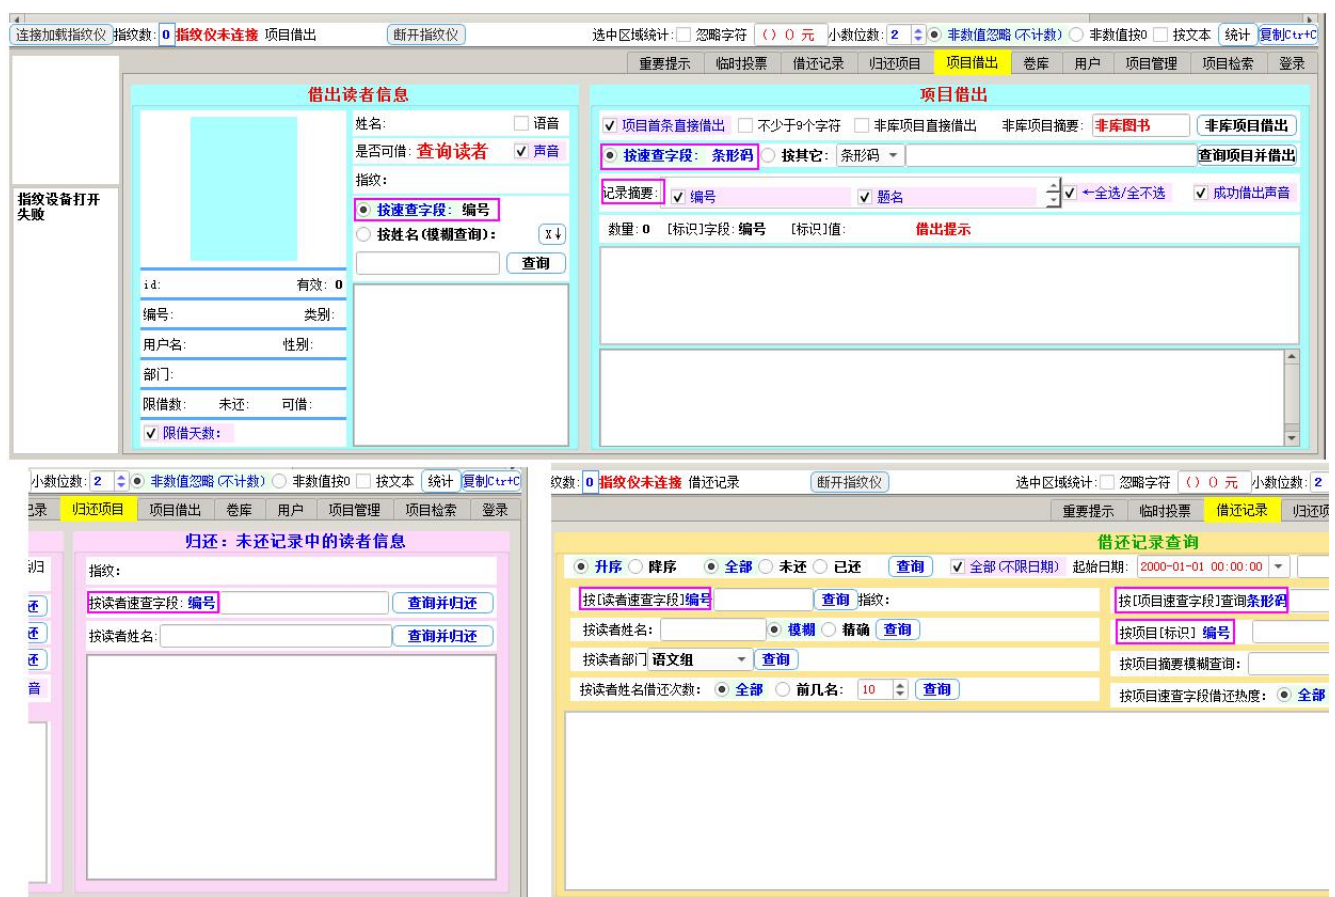 连接加载指纹仪 指纹数: 0 指纹仪未连接 项目借出 断开指纹仪 选中区域统计: 忽略字符 () 0 元 小数位数: 2 非数值忽略(不计数) 非数值按0 按文本 统计 复制Ctr+C
重要提示 临时投票 借还记录 归还项目 项目借出 卷库 用户 项目管理 项目检索 登录
指纹设备打开失败
借出读者信息
姓名: 语音
是否可借: 查询读者 声音
指纹:
按速查字段: 编号
按姓名(模糊查询): X↓
查询
id: 有效: 0
编号: 类别:
用户名: 性别:
部门:
限借数: 未还: 可借:
限借天数:
项目借出
项目首条直接借出 不少于9个字符 非库项目直接借出 非库项目摘要: 非库图书 非库项目借出
按速查字段: 条形码 按其它: 条形码 查询项目并借出
记录摘要: 编号 题名 ←全选/全不选 成功借出声音
数量: 0 [标识]字段: 编号 [标识]值: 借出提示
小数位数: 2 非数值忽略(不计数) 非数值按0 按文本 统计 复制Ctr+C
记录 归还项目 项目借出 卷库 用户 项目管理 项目检索 登录
归还: 未还记录中的读者信息
指纹:
按读者速查字段: 编号 查询并归还
按读者姓名: 查询并归还
还
还
还
音
纹数: 0 指纹仪未连接 借还记录 断开指纹仪 选中区域统计: 忽略字符 () 0 元 小数位数: 2
重要提示 临时投票 借还记录 归还项
借还记录查询
升序 降序 全部 未还 已还 查询 全部(不限日期) 起始日期: 2000-01-01 00:00:00
按[读者速查字段]编号 查询 指纹: 按[项目速查字段]查询条形码
按读者姓名: 模糊 精确 查询 按项目[标识] 编号
按读者部门 语文组 查询 按项目摘要模糊查询:
按读者姓名借还次数: 全部 前几名: 10 查询 按项目速查字段借还热度: 全部